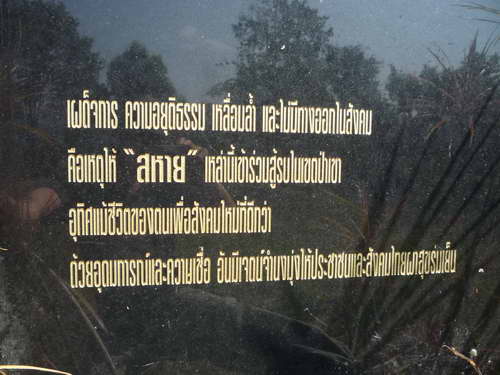 เผด็จการ ความอยุติธรรม เหลื่อมล้ำ และไม่มีทางออกในสังคม
คือเหตุให้ “สหาย” เหล่านี้เข้าร่วมสู้รบในเขตป่าเขา
อุทิศแม้ชีวิตของตนเพื่อสังคมใหม่ที่ดีกว่า
ด้วยอุดมการณ์และความเชื่อ อันมีเจตน์จำนงมุ่งให้ประชาชนและสังคมไทยผาสุขร่มเย็น